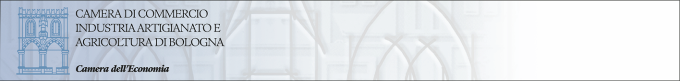 CAMERA DI COMMERCIO
INDUSTRIA ARTIGIANATO E
AGRICOLTURA DI BOLOGNA
Camera dell'Economia